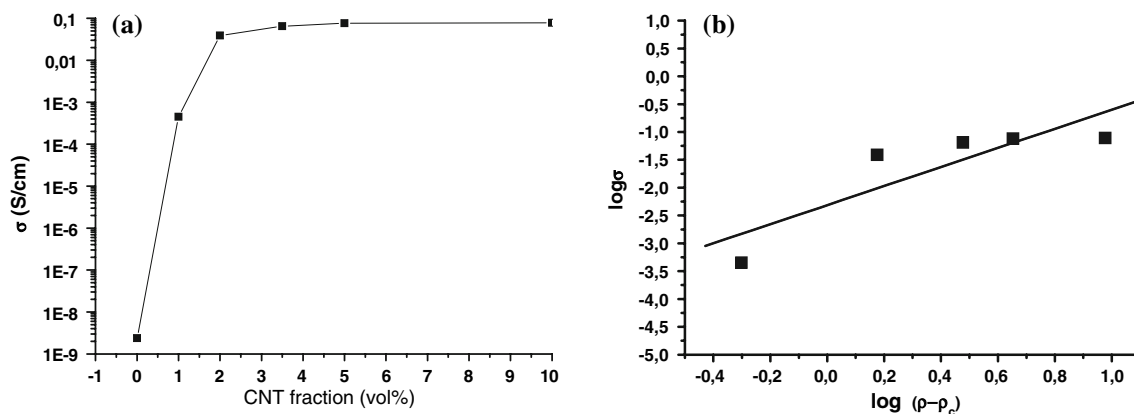 (a)
0,1
0,01
1E-3
1E-4
1E-5
1E-6
1E-7
1E-8
1E-9
σ (S/cm)
-1 0 1 2 3 4 5 6 7 8 9 10
CNT fraction (vol%)
(b)
1,0
0,5
0,0
-0,5
-1,0
-1,5
-2,0
-2,5
-3,0
-3,5
-4,0
-4,5
-5,0
logσ
-0,4 -0,2 0,0 0,2 0,4 0,6 0,8 1,0
log (ρ–ρc)